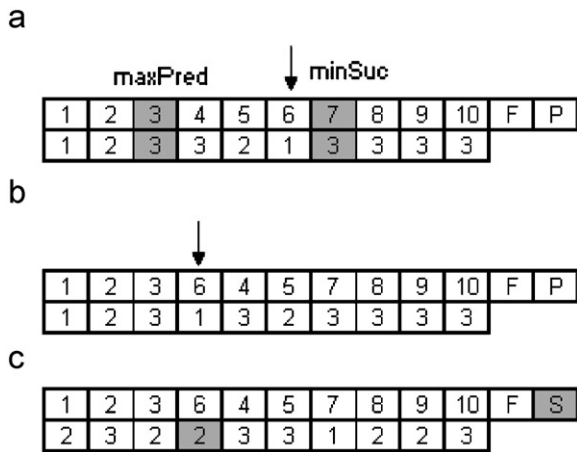 a
maxPred minSuc
1 2 3 4 5 6 7 8 9 10 F P
1 2 3 3 2 1 3 3 3 3
b
1 2 3 6 4 5 7 8 9 10 F P
1 2 3 1 3 2 3 3 3 3
c
1 2 3 6 4 5 7 8 9 10 F S
2 3 2 2 3 3 1 2 2 3